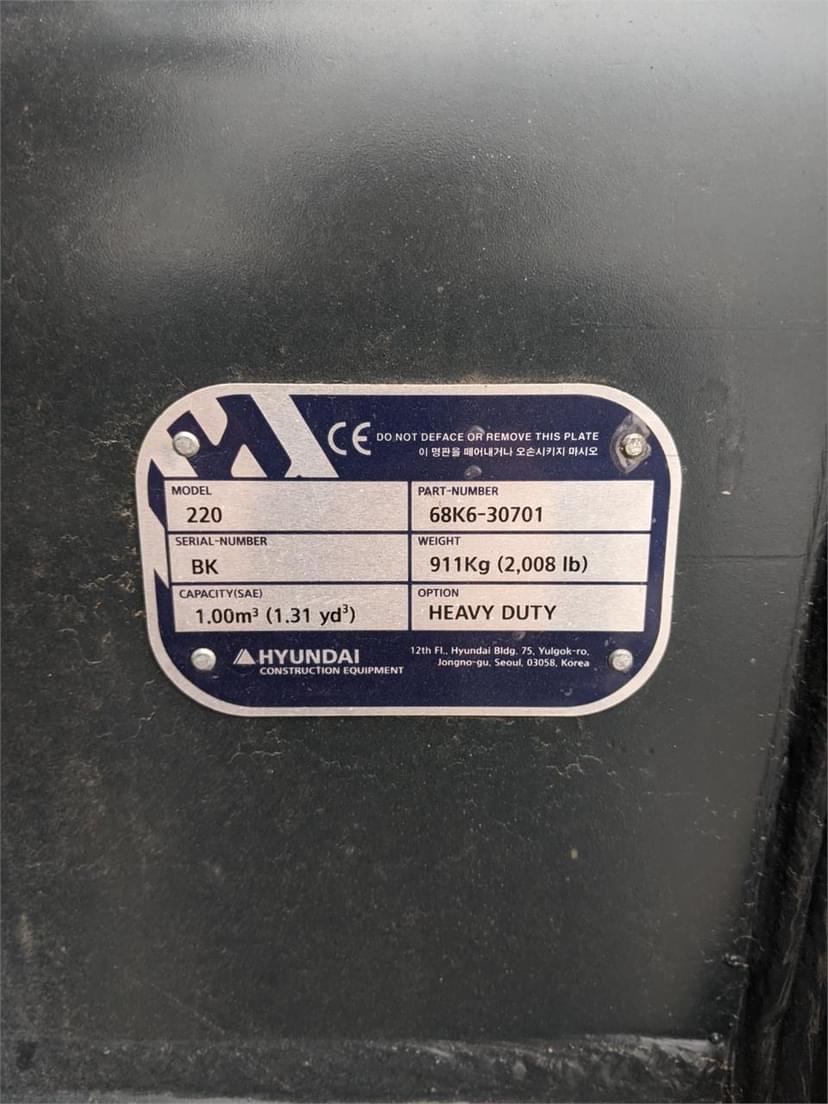 CE DO NOT DEFACE OR REMOVE THIS PLATE
이 명판을 떼어내거나 오손시키지 마시오
MODEL
220
PART-NUMBER
68K6-30701
SERIAL-NUMBER
BK
WEIGHT
911Kg (2,008 lb)
CAPACITY(SAE)
1.00m³ (1.31 yd³)
OPTION
HEAVY DUTY
HYUNDAI
CONSTRUCTION EQUIPMENT
12th Fl., Hyundai Bldg. 75, Yulgok-ro,
Jongno-gu, Seoul, 03058, Korea